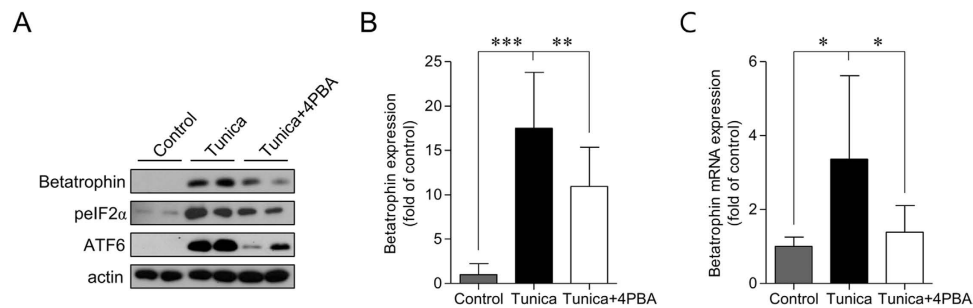 A
Control
Tunica
Tunica+4PBA
Betatrophin
peIF2α
ATF6
actin
B
*** **
Betatrophin expression
(fold of control)
25
20
15
10
5
0
Control Tunica Tunica+4PBA
C
* *
Betatrophin mRNA expression
(fold of control)
6
4
2
0
Control Tunica Tunica+4PBA